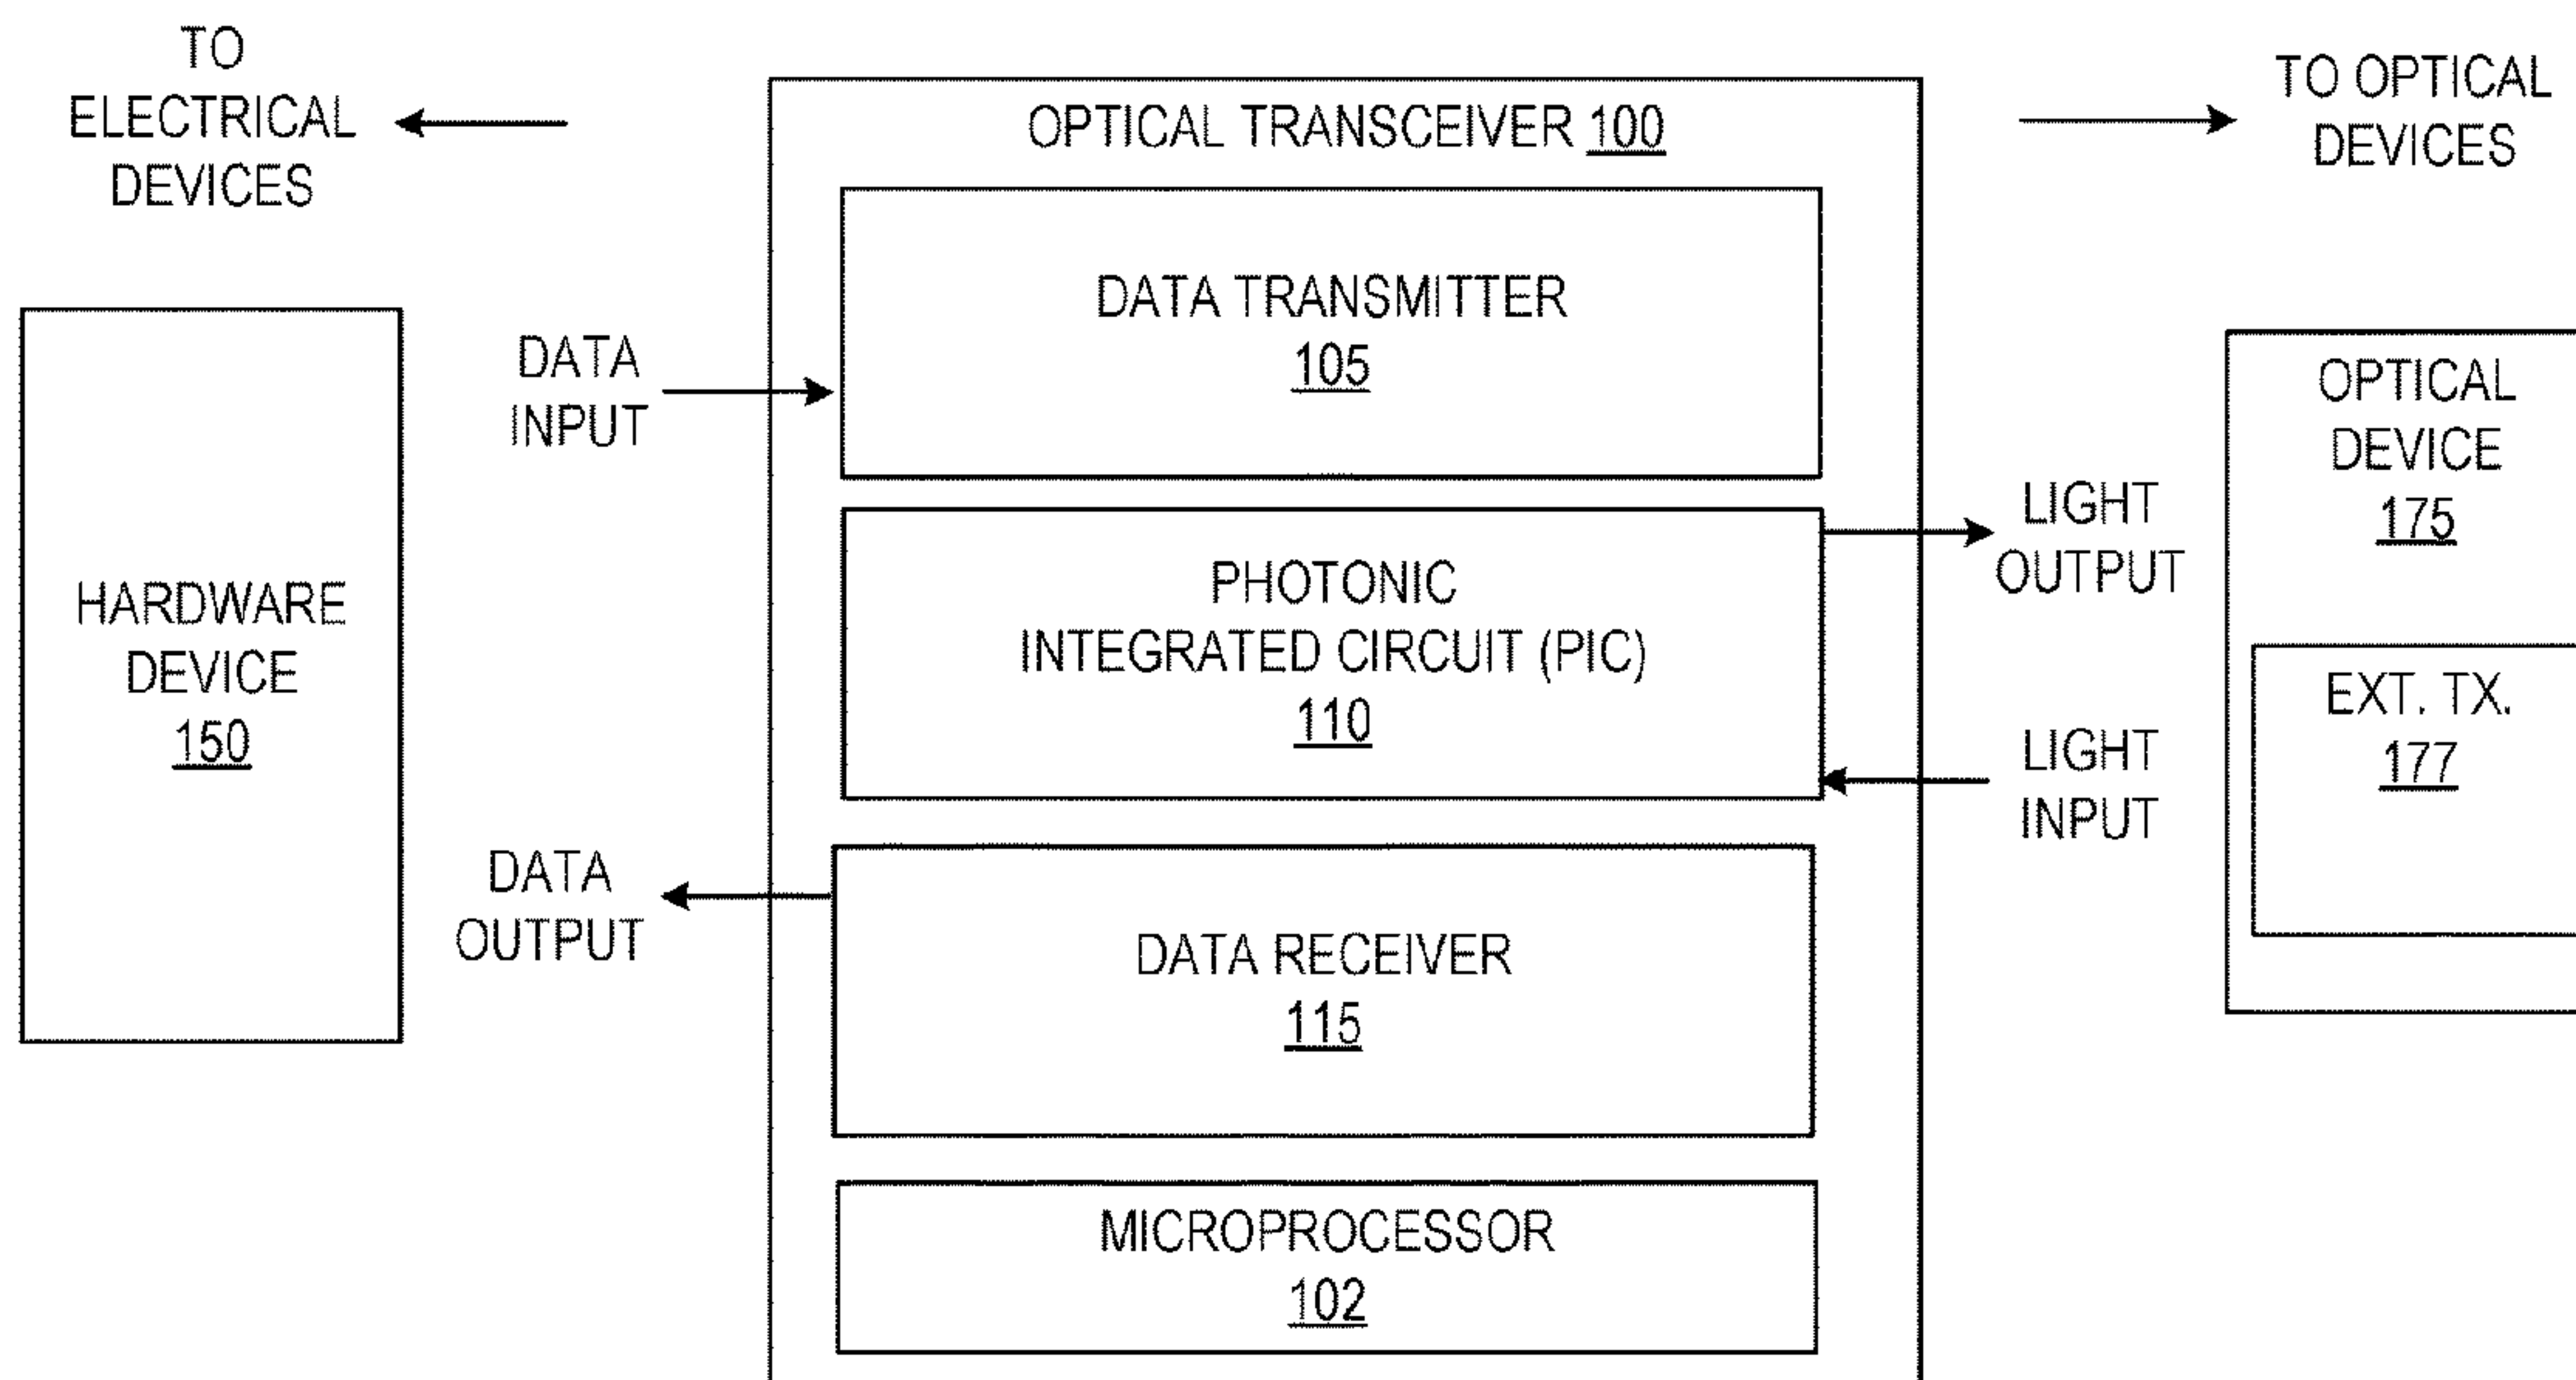 TO
ELECTRICAL
DEVICES
OPTICAL TRANSCEIVER 100
TO OPTICAL
DEVICES
DATA TRANSMITTER
105
DATA
INPUT
HARDWARE
DEVICE
150
PHOTONIC
INTEGRATED CIRCUIT (PIC)
110
LIGHT
OUTPUT
LIGHT
INPUT
OPTICAL
DEVICE
175
EXT. TX.
177
DATA
OUTPUT
DATA RECEIVER
115
MICROPROCESSOR
102